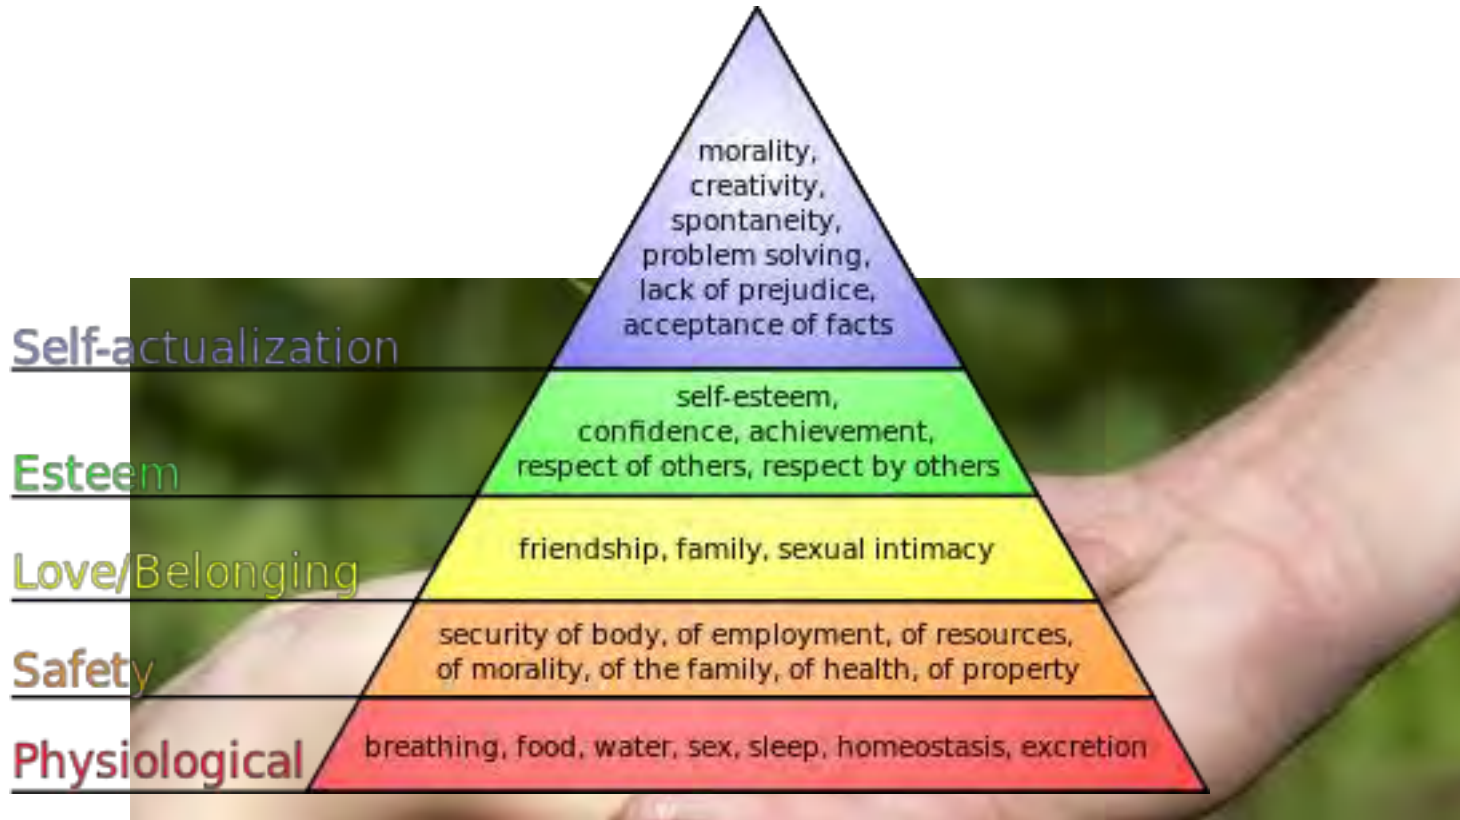 morality,
creativity,
spontaneity,
problem solving,
lack of prejudice,
acceptance of facts
Self-actualization
self-esteem,
confidence, achievement,
respect of others, respect by others
Esteem
friendship, family, sexual intimacy
Love/Belonging
security of body, of employment, of resources,
of morality, of the family, of health, of property
Safety
breathing, food, water, sex, sleep, homeostasis, excretion
Physiological